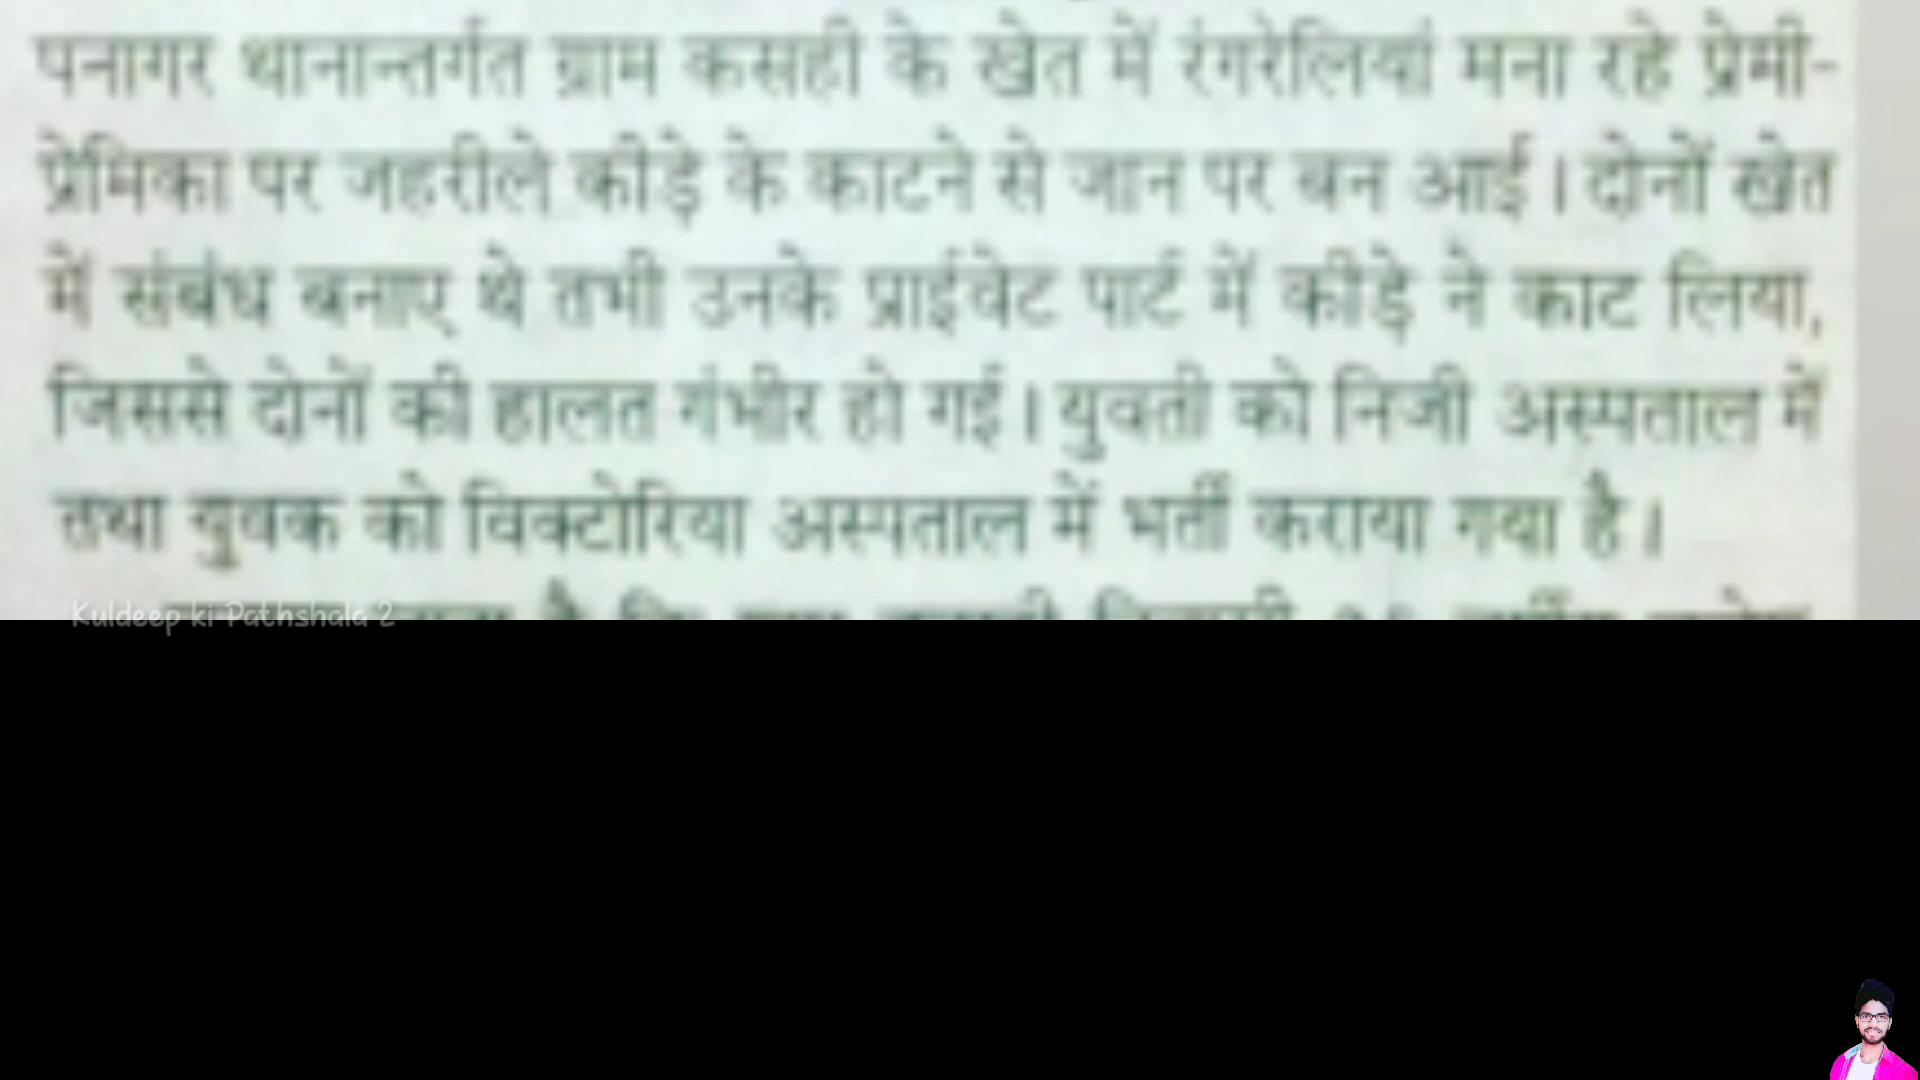 पनागर थानान्तर्गत ग्राम कसही के खेत में रंगरेलियां मना रहे प्रेमी-
प्रेमिका पर जहरीले कीड़े के काटने से जान पर बन आई। दोनों खेत
में संबंध बनाए थे तभी उनके प्राईवेट पार्ट में कीड़े ने काट लिया,
जिससे दोनों की हालत गंभीर हो गई। युवती को निजी अस्पताल में
तथा युवक को विक्टोरिया अस्पताल में भर्ती कराया गया है।
Kuldeep ki Pathshala 2